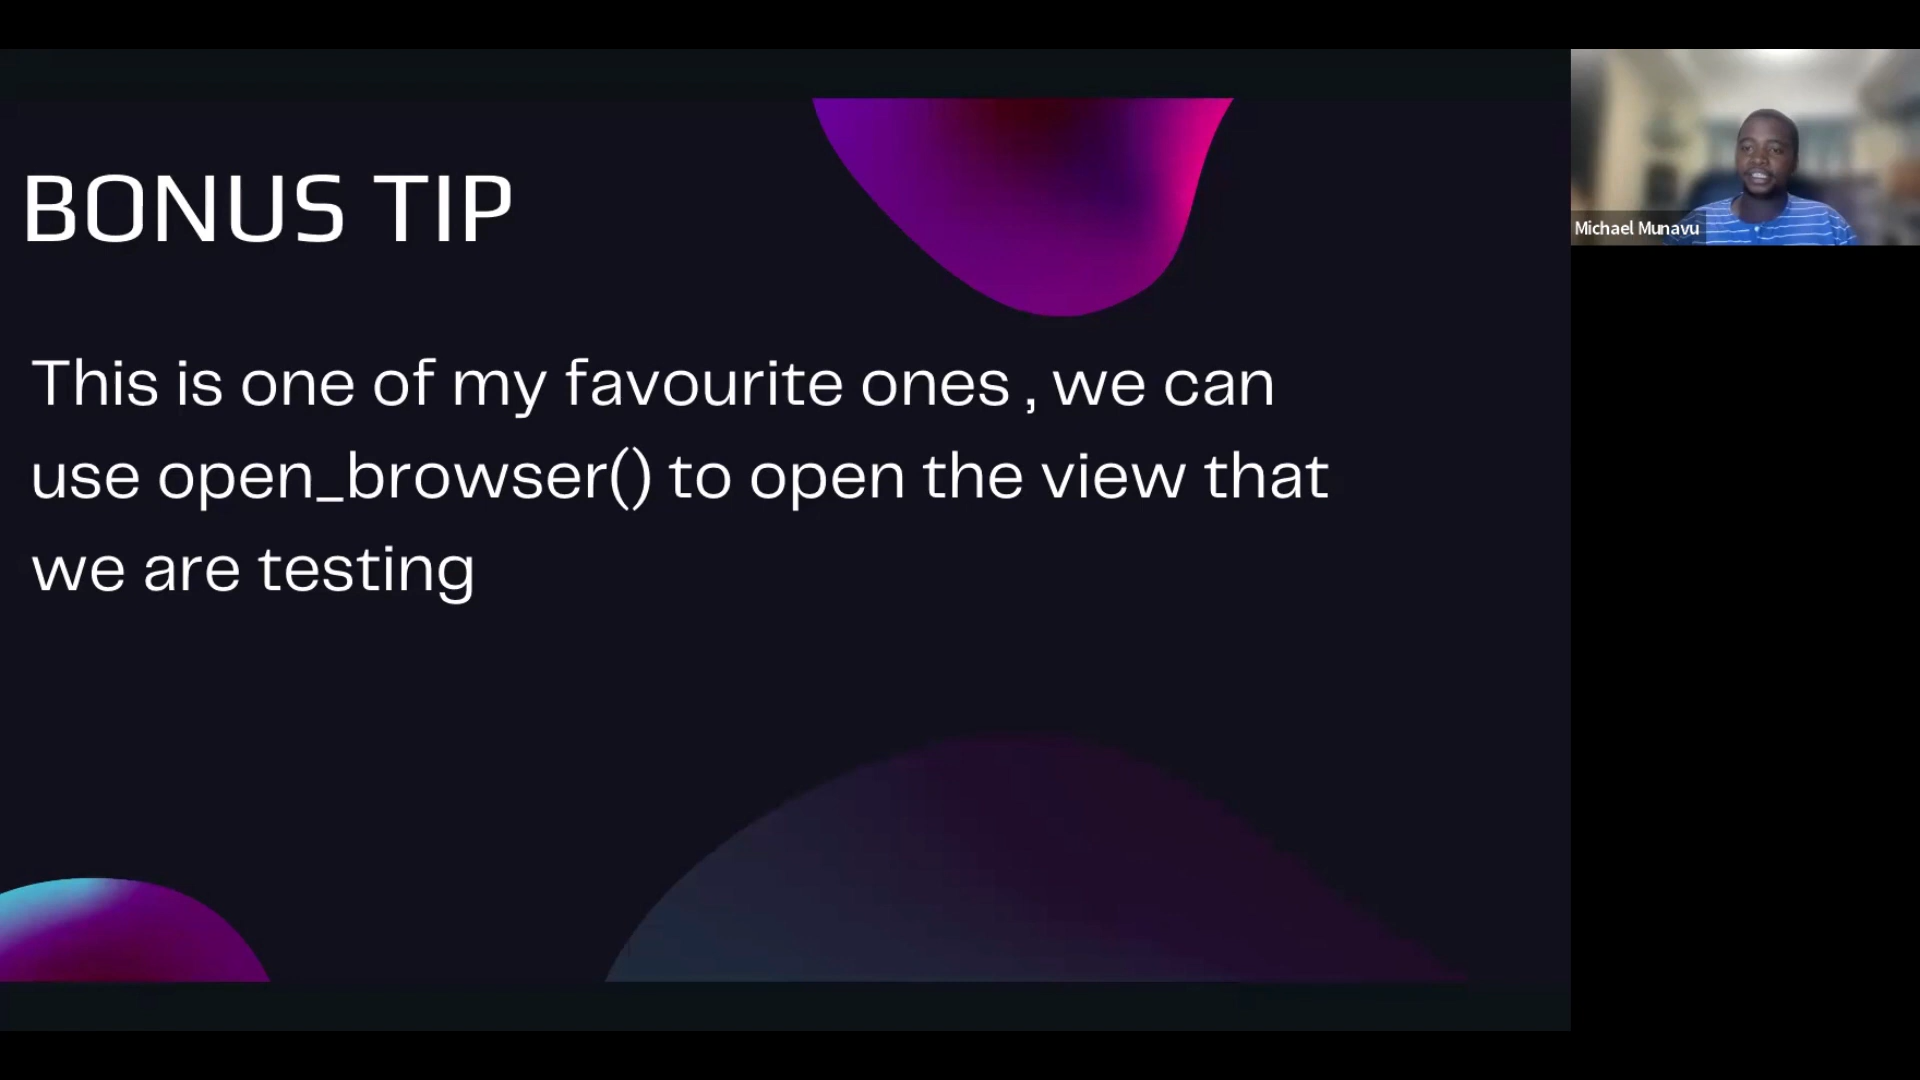 BONUS TIP
This is one of my favourite ones , we can
use open_browser() to open the view that
we are testing
Michael Munavu